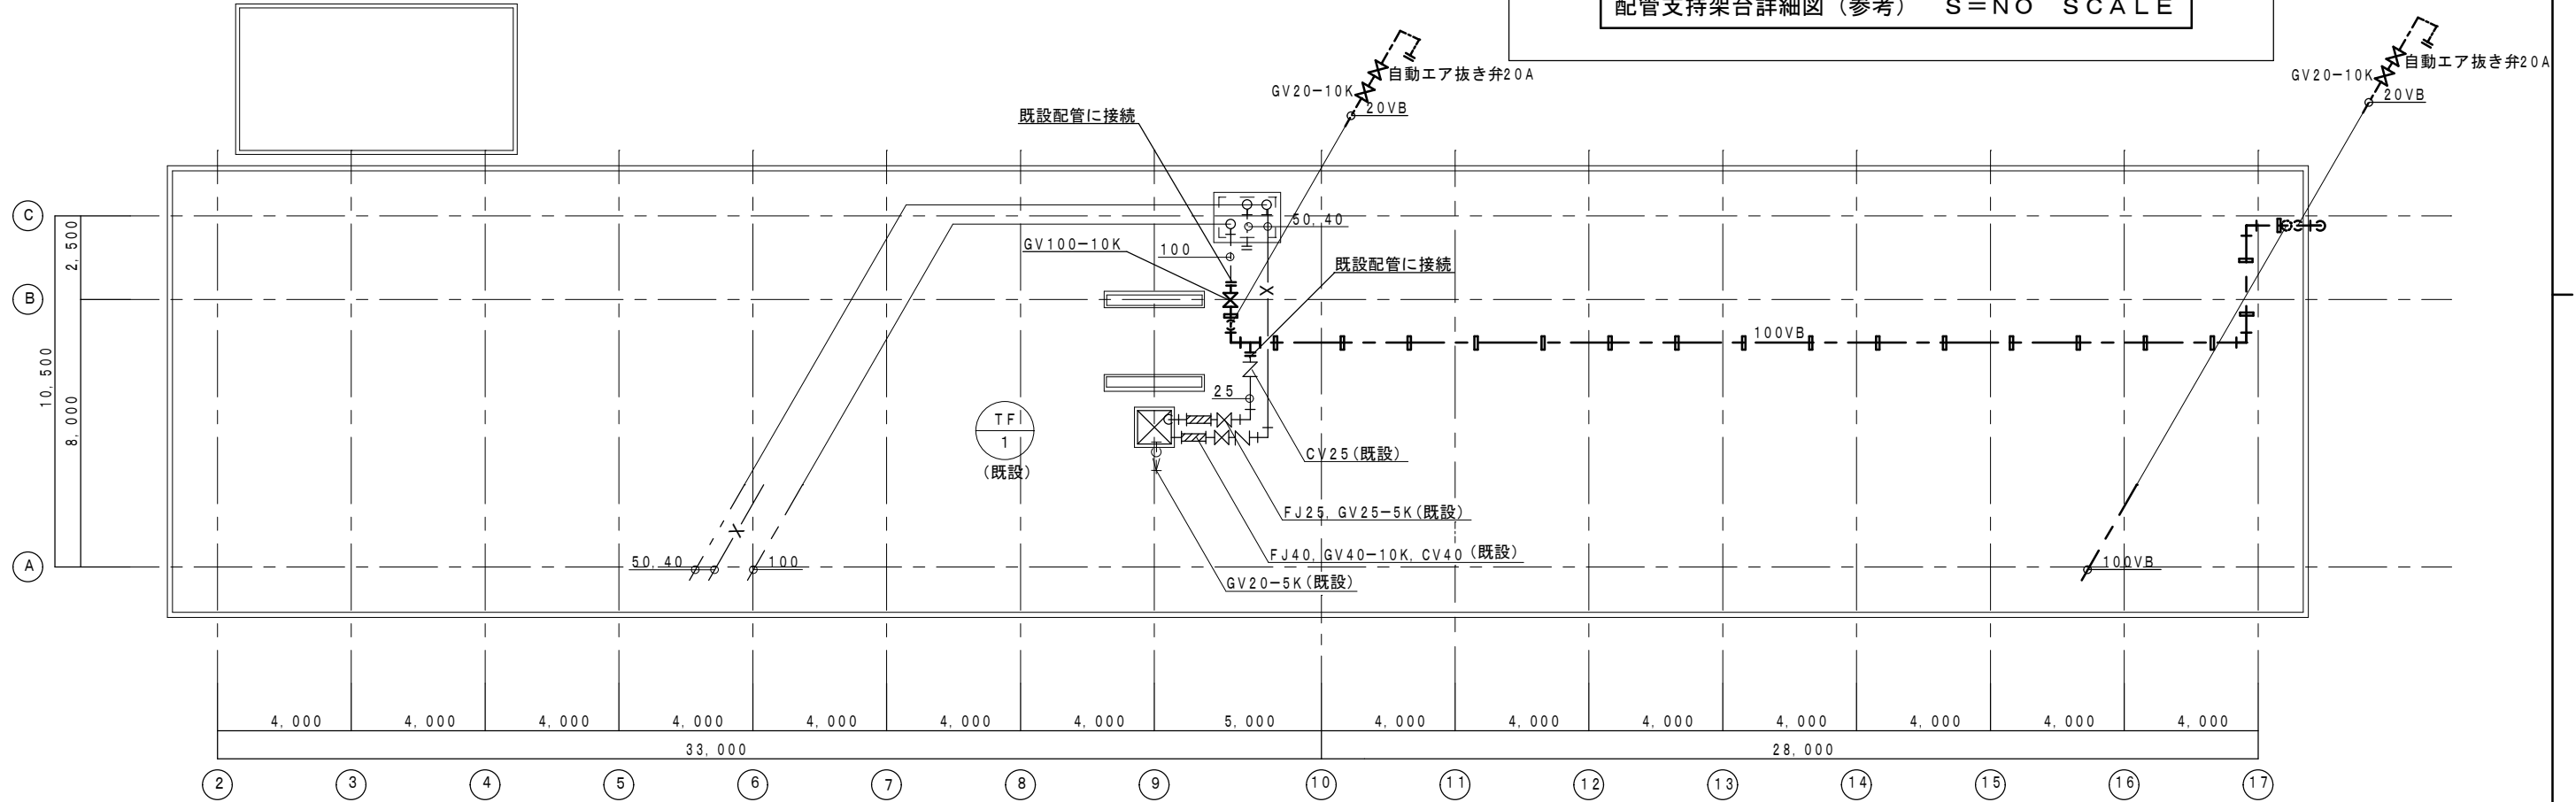 配管支持架台詳細図（参考） S=NO SCALE
自動エア抜き弁20A
GV20-10K
20VB
自動エア抜き弁20A
GV20-10K
20VB
既設配管に接続
50,40
GV100-10K
100
既設配管に接続
100VB
C
B
A
2,500
10,500
8,000
25
TF
1
(既設)
CV25(既設)
FJ25,GV25-5K(既設)
FJ40,GV40-10K,CV40(既設)
GV20-5K(既設)
50,40
100
100VB
4,000 4,000 4,000 4,000 4,000 4,000 4,000 5,000 4,000 4,000 4,000 4,000 4,000 4,000 4,000
33,000 28,000
2 3 4 5 6 7 8 9 10 11 12 13 14 15 16 17